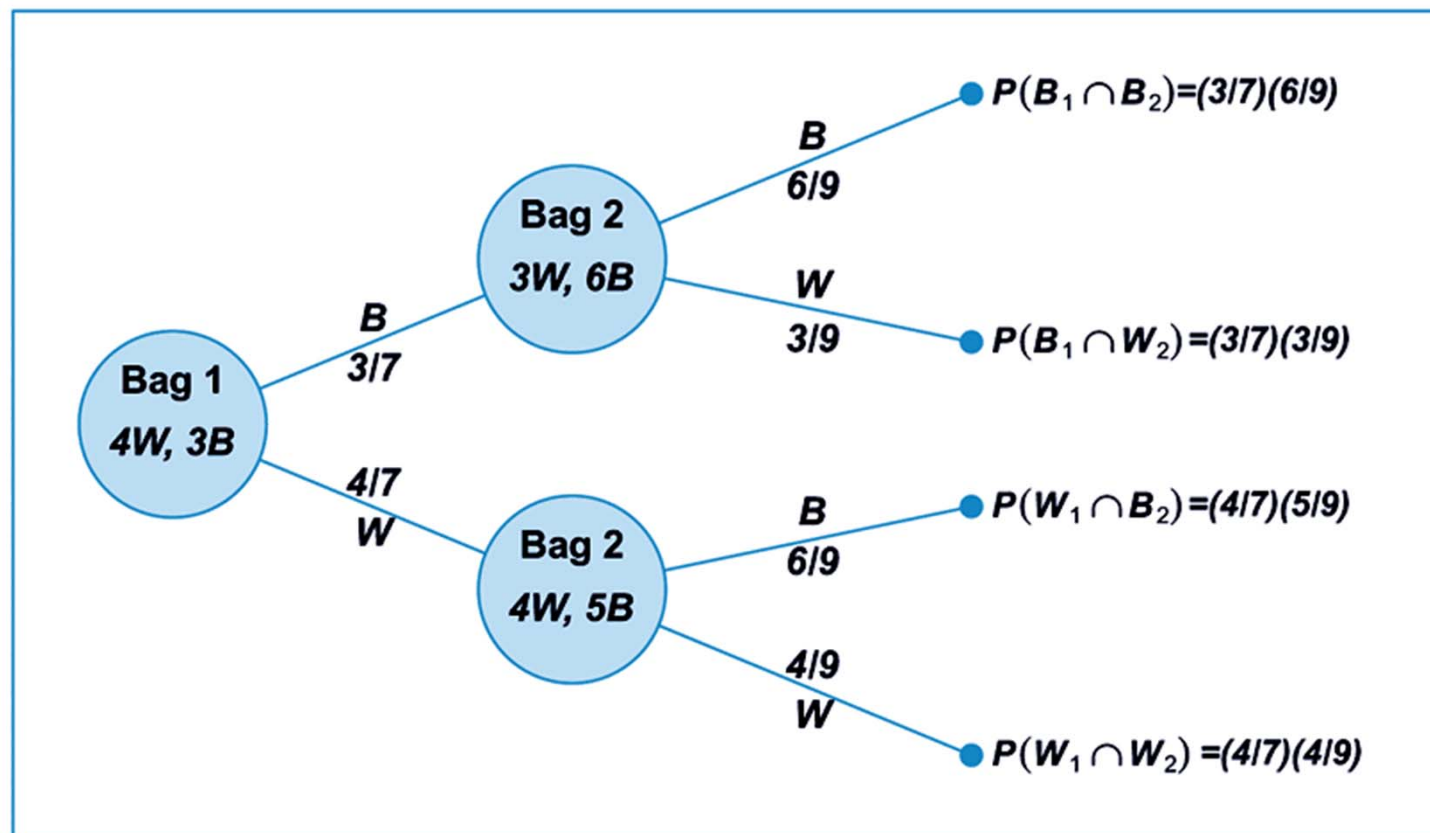 P(B₁ ∩ B₂)=(3/7)(6/9)
B
6/9
Bag 2
3W, 6B
W
3/9
P(B₁ ∩ W₂)=(3/7)(3/9)
B
3/7
Bag 1
4W, 3B
4/7
W
P(W₁ ∩ B₂)=(4/7)(5/9)
B
6/9
Bag 2
4W, 5B
4/9
W
P(W₁ ∩ W₂) =(4/7)(4/9)